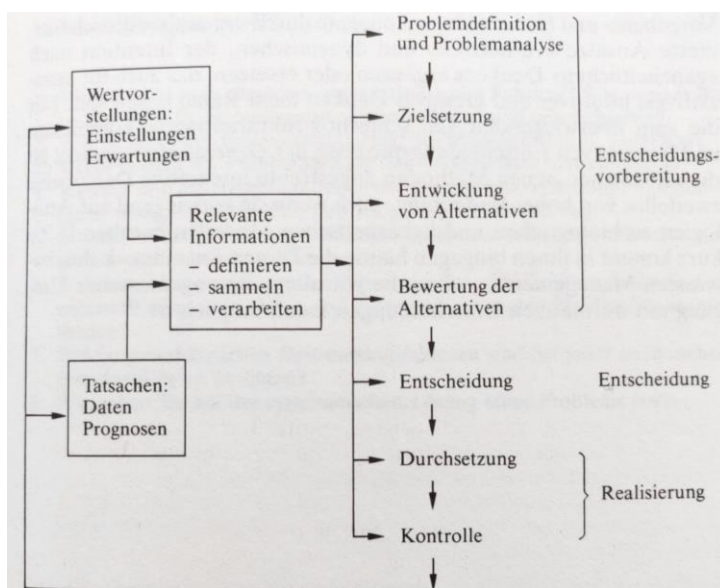 Problemdefinition
und Problemanalyse
Wertvor-
stellungen:
Einstellungen
Erwartungen
Zielsetzung
Entscheidungs-
vorbereitung
Entwicklung
von Alternativen
Relevante
Informationen
– definieren
– sammeln
– verarbeiten
Bewertung der
Alternativen
Tatsachen:
Daten
Prognosen
Entscheidung
Entscheidung
Durchsetzung
Realisierung
Kontrolle